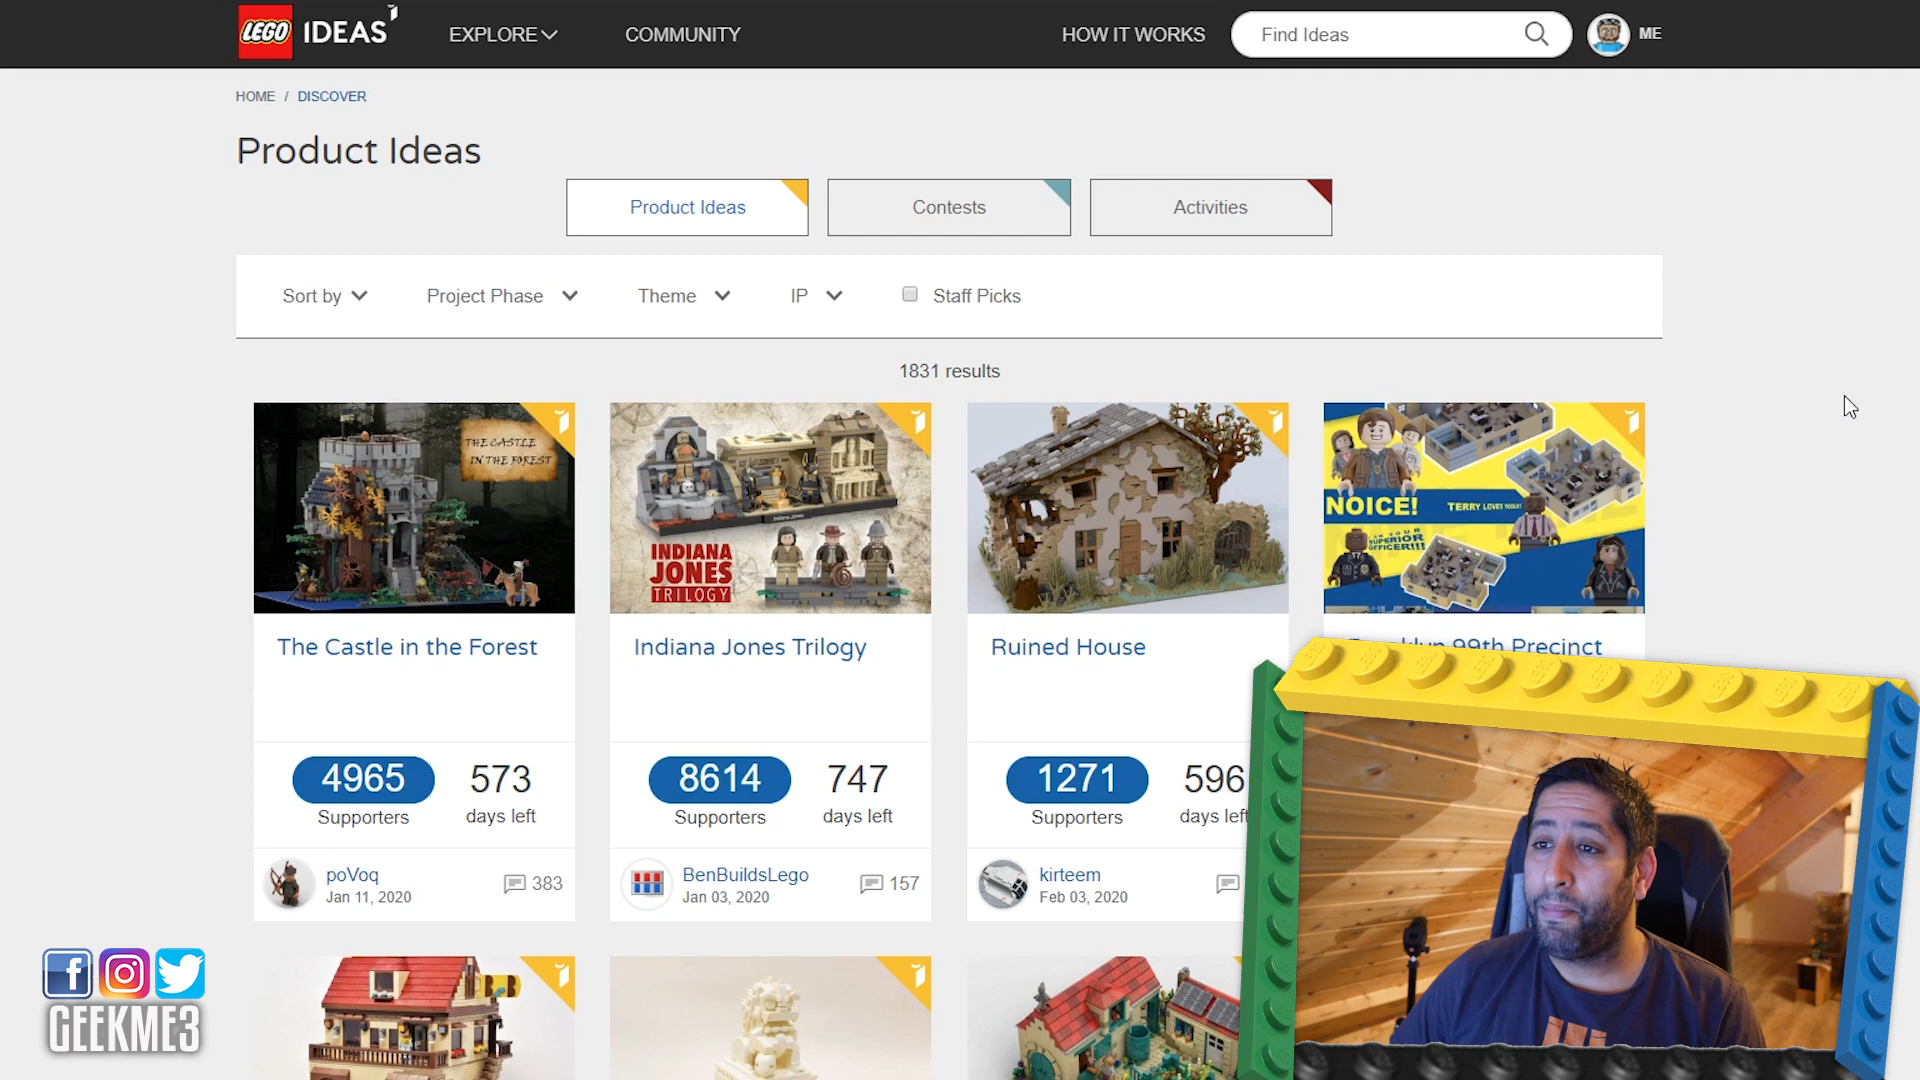 LEGO IDEAS EXPLORE COMMUNITY HOW IT WORKS Find Ideas ME
HOME / DISCOVER
Product Ideas
Product Ideas Contests Activities
Sort by Project Phase Theme IP Staff Picks
1831 results
THE CASTLE
IN THE FOREST
INDIANA
JONES
TRILOGY
Indiana Jones
NOICE!
TERRY LOVES YOGURT
I AM YOUR
SUPERIOR
OFFICER!!!
The Castle in the Forest Indiana Jones Trilogy Ruined House 99th Precinct
4965 573 8614 747 1271 596
Supporters days left Supporters days left Supporters days left
poVoq 383 BenBuildsLego 157 kirteem
Jan 11, 2020 Jan 03, 2020 Feb 03, 2020
f
GEEKME3